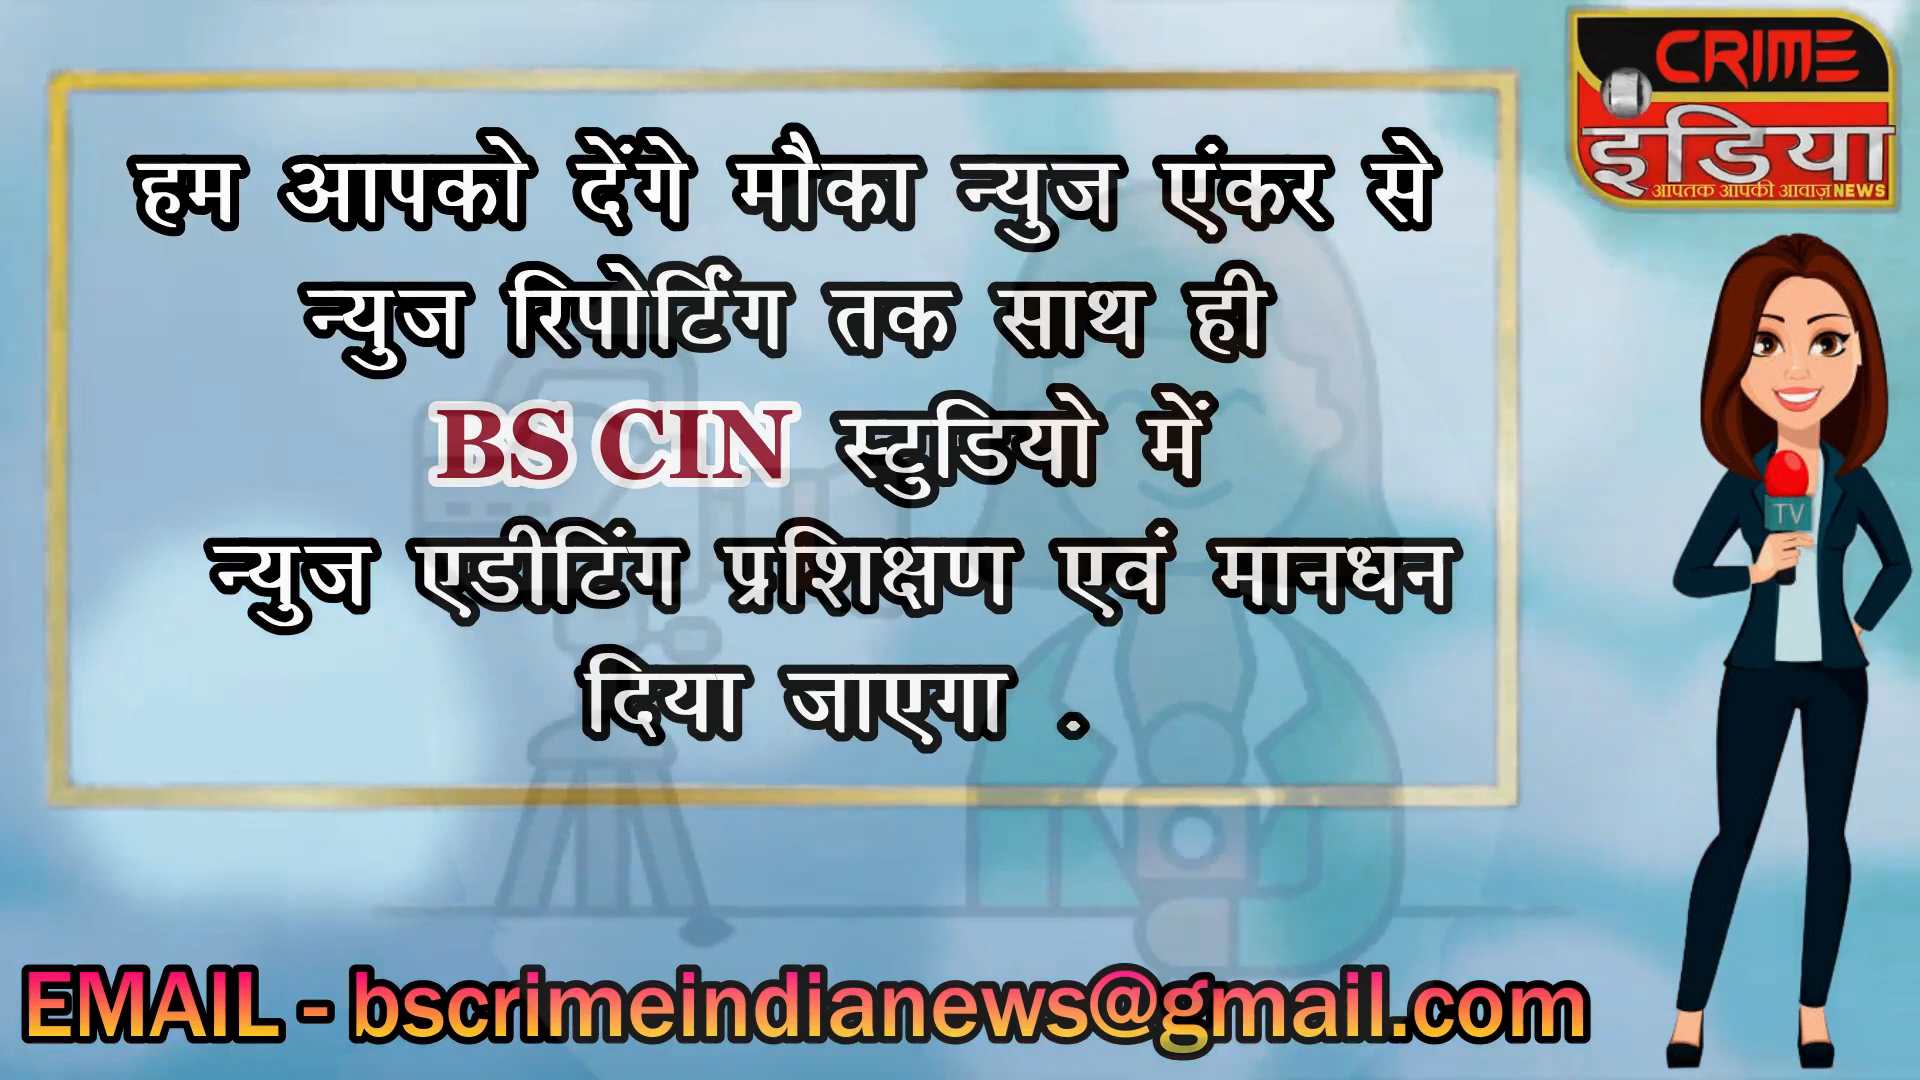 CRIME
इंडिया
आपतक आपकी आवाज़ NEWS
हम आपको देंगे मौका न्युज एंकर से
न्युज रिपोर्टिंग तक साथ ही
BS CIN स्टुडियो में
न्युज एडीटिंग प्रशिक्षण एवं मानधन
दिया जाएगा .
TV
EMAIL - bscrimeindianews@gmail.com